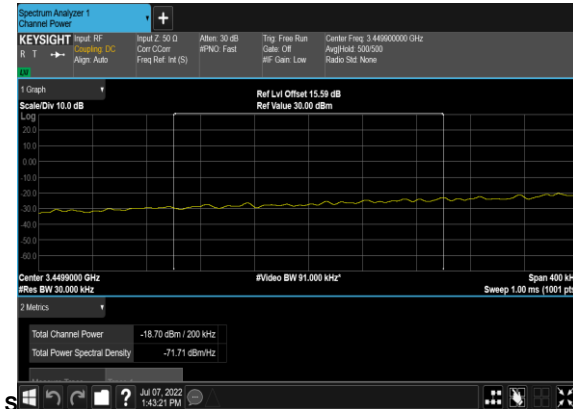 Spectrum Analyzer 1
Channel Power
+
KEYSIGHT
R T
Input: RF
Coupling: DC
Align: Auto
Input Z: 50 Ω
Corr CCorr
Freq Ref: Int (S)
Atten: 30 dB
#PNO: Fast
Trig: Free Run
Gate: Off
#IF Gain: Low
Center Freq: 3.449900000 GHz
Avg|Hold: 500/500
Radio Std: None
1 Graph
Scale/Div 10.0 dB
Ref Lvl Offset 15.59 dB
Ref Value 30.00 dBm
Log
20.0
10.0
0.00
-10.0
-20.0
-30.0
-40.0
-50.0
-60.0
Center 3.4499000 GHz
#Res BW 30.000 kHz
#Video BW 91.000 kHz*
Span 400 kH
Sweep 1.00 ms (1001 pts
2 Metrics
Total Channel Power -18.70 dBm / 200 kHz
Total Power Spectral Density -71.71 dBm/Hz
s
?
Jul 07, 2022
1:43:21 PM